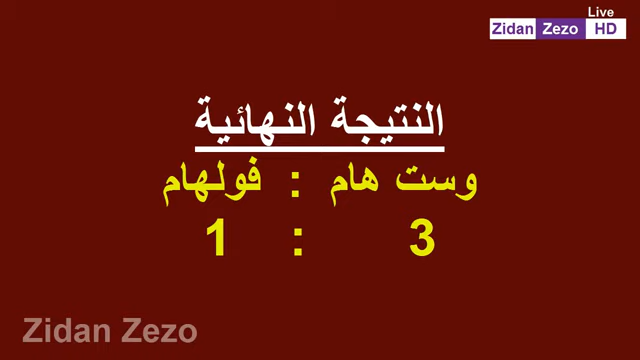 Live
Zidan Zezo HD
النتيجة النهائية
وست هام : فولهام
3 : 1
Zidan Zezo